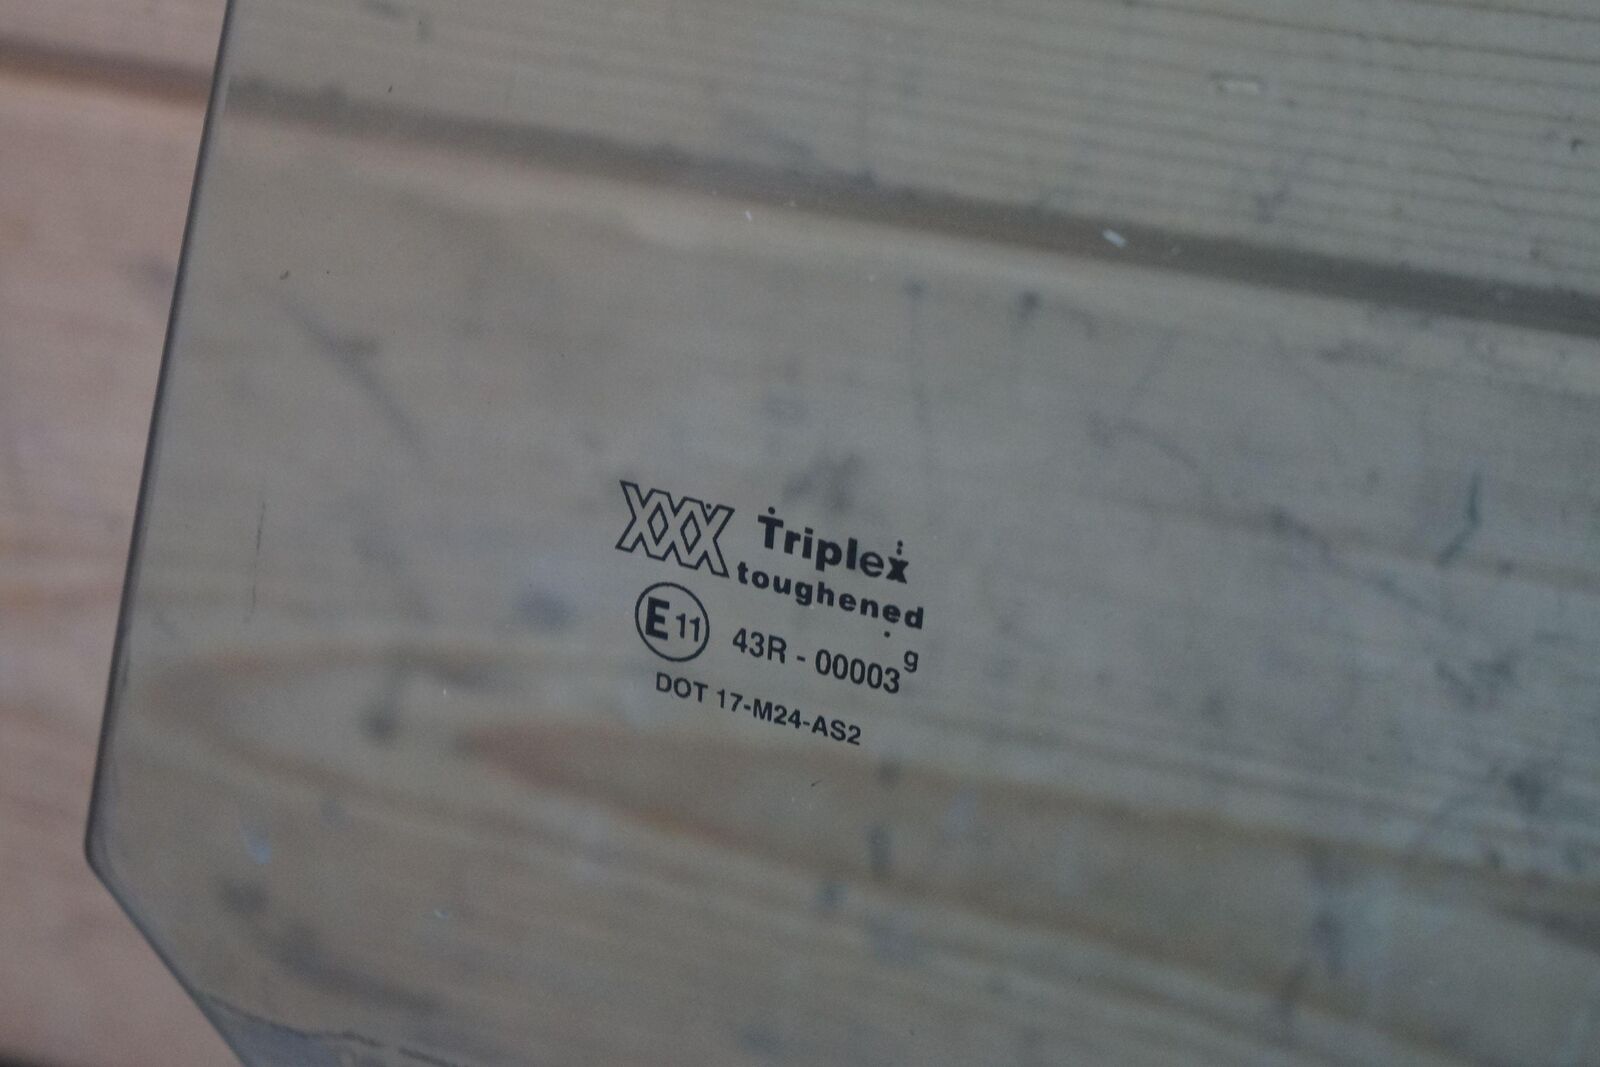 XXX Triplex
toughened
E11 43R - 00003 g
DOT 17-M24-AS2